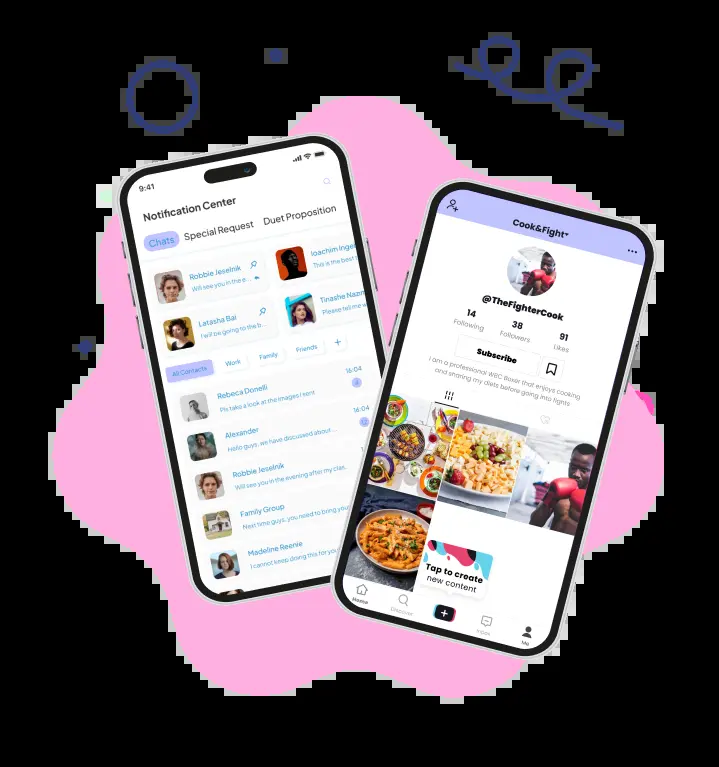 9:41
Notification Center
Chats Special Request Duet Proposition
Robbie Jeselnik
Will see you in the e...
Ioachim Inge
This is the best
Latasha Bai
I will be going to the b...
Tinashe Nazm
Please tell me w
All Contacts Work Family Friends +
Rebeca Donelli
Pls take a look at the images I sent
16:04
Alexander
Hello guys, we have discussed about ...
16:04
Robbie Jeselnik
Will see you in the evening after my clas,
Family Group
Next time guys, you need to bring your
Madeline Reenie
I cannot keep doing this for you
Cook&Fight
@TheFighterCook
14 38 91
Following Followers Likes
Subscribe
I am a professional WBC Boxer that enjoys cooking
and sharing my diets before going into fights
Tap to create
new content
Home Discover Inbox Me